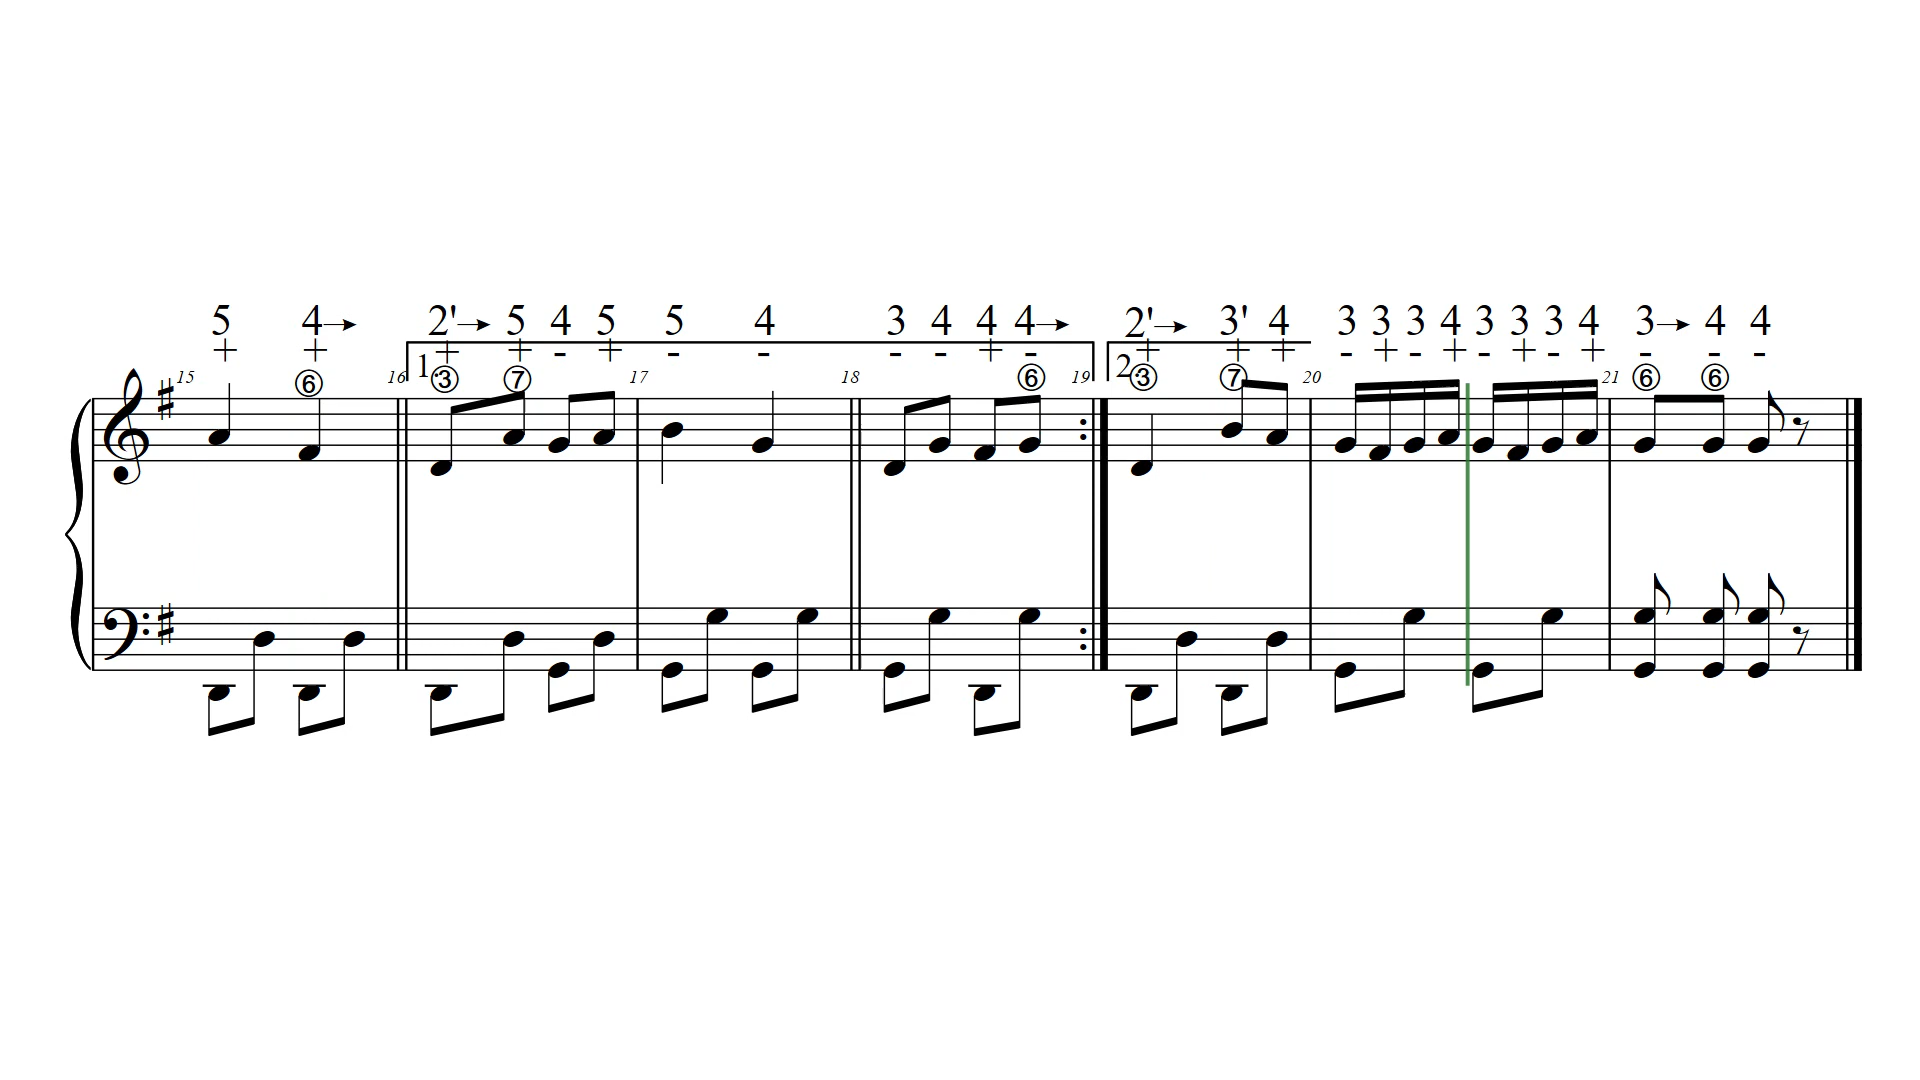 5 4→ 2'→ 5 4 5 5 4 3 4 4 4→ 2'→ 3' 4 3 3 3 4 3 3 3 4 3→ 4 4
+ + + + - + - - - - + - + + + - + - + - + - + - - -
1. 2.
15 ⑥ 16 ③ ⑦ 17 18 ⑥ 19 ③ ⑦ 20 21 ⑥ ⑥